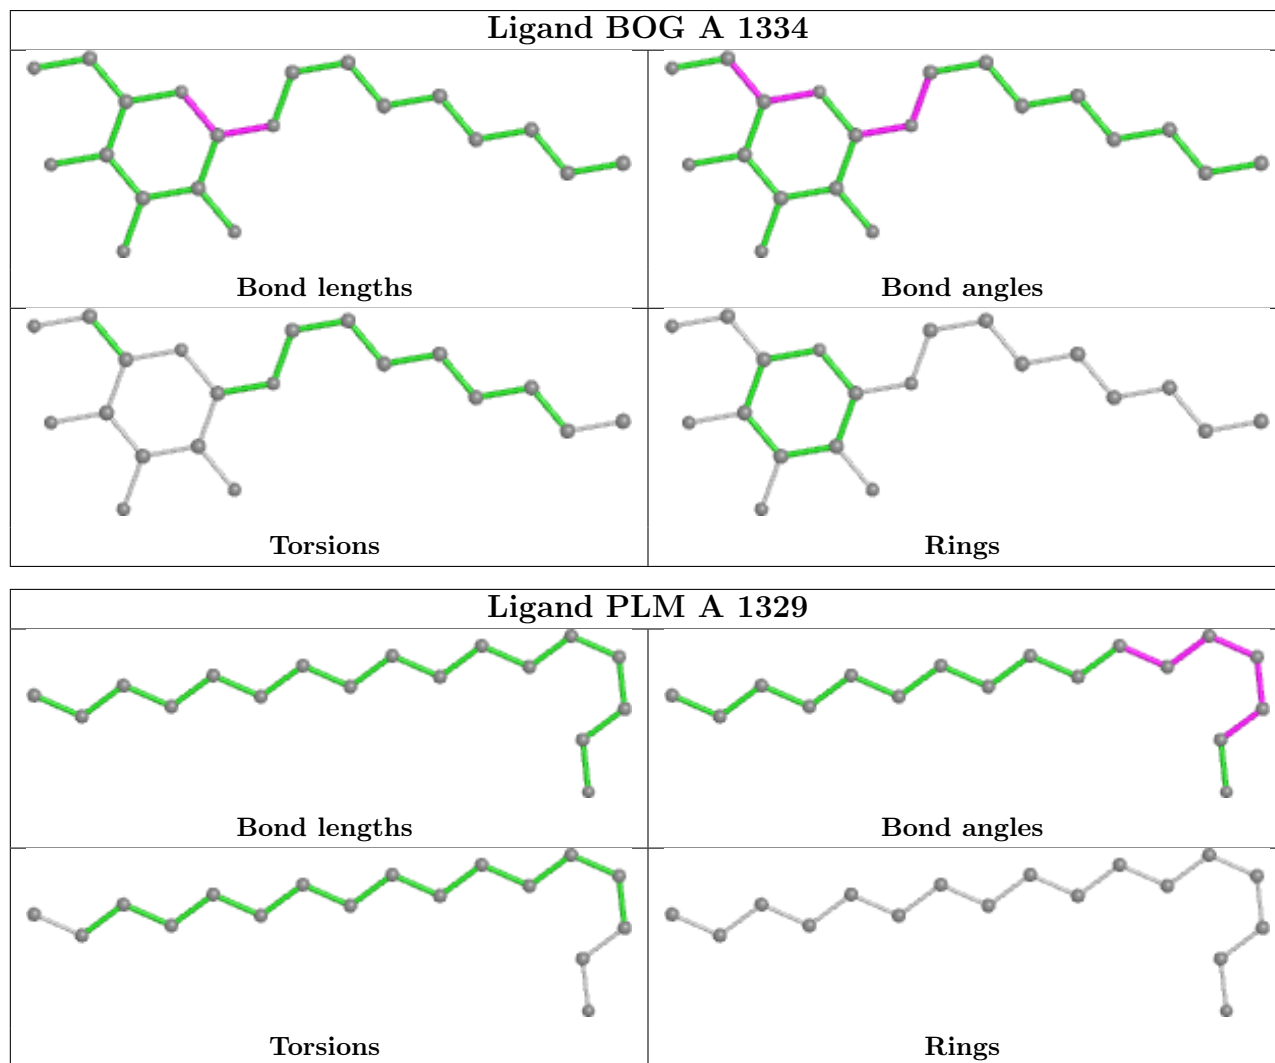 Ligand BOG A 1334
Bond lengths
Bond angles
Torsions
Rings
Ligand PLM A 1329
Bond lengths
Bond angles
Torsions
Rings